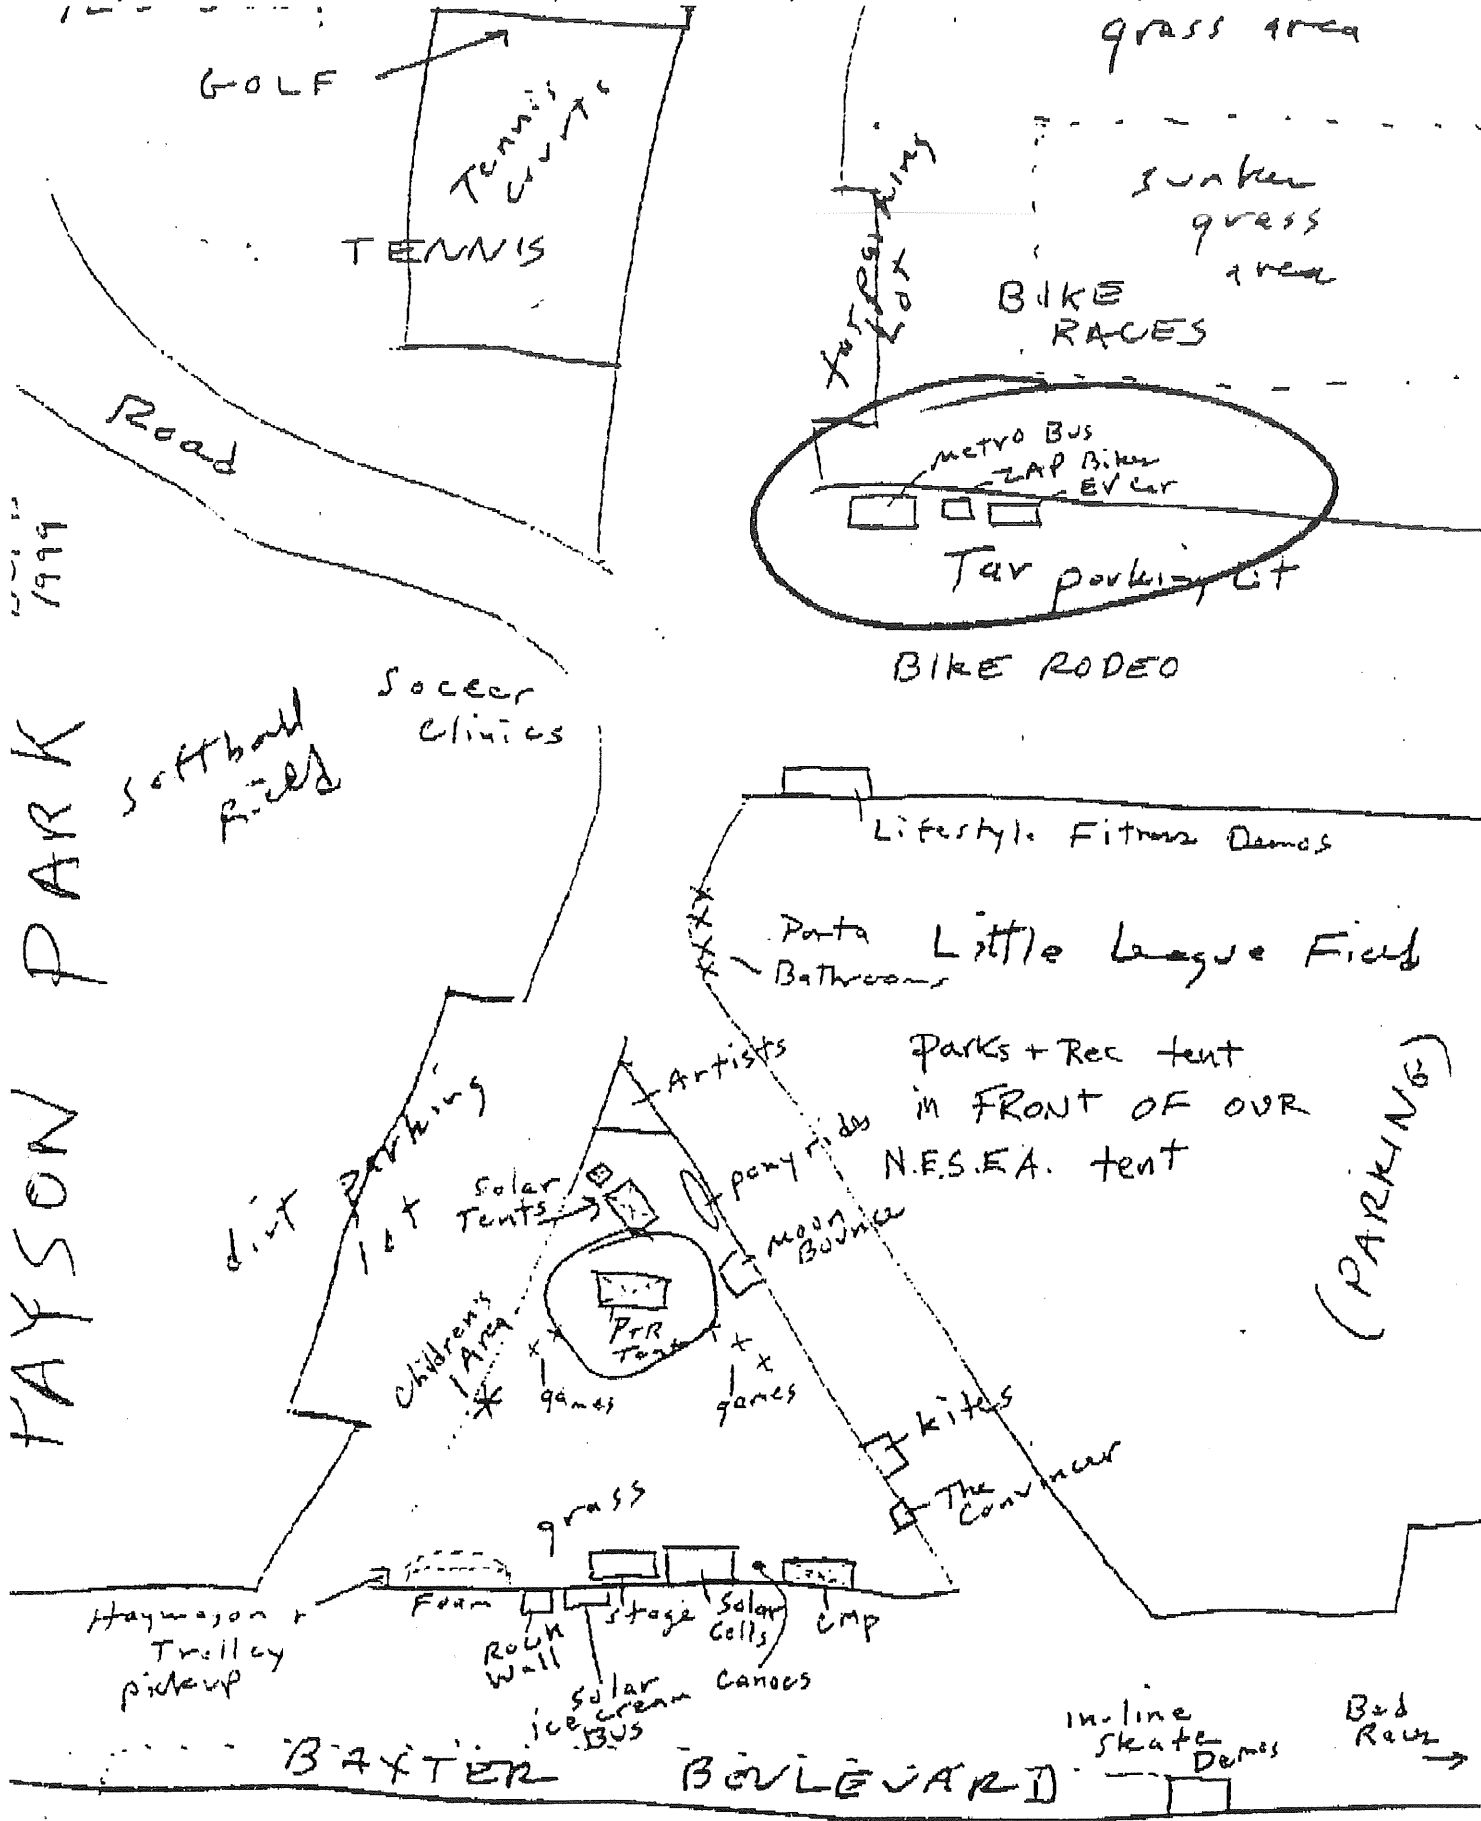 grass area
GOLF
Tennis
Courts
TENNIS
sunken
grass
area
BIKE
RACES
Parking
Lot
Road
Metro Bus
ZAP Bikes
EV Car
Tar parking Lot
BIKE RODEO
1999
PAYSON PARK
Soccer
Clinics
softball
field
Lifestyle Fitness Demos
Porta
Bathrooms
Little League Field
Parks + Rec tent
in FRONT OF OUR
N.E.S.E.A. tent
(PARKING)
Artists
dirt parking
lot
pony rides
Solar
Tents
Moon
Bounce
P+R
Children's
Area
games
games
kites
The
Convincer
grass
Foam
Stage
Solar
Cells
CMP
Rock
Wall
Haywagon +
Trolley
pickup
Solar
ice cream
Bus
Canoes
in-line
skate
Demos
Bed
Race
BAXTER BOULEVARD